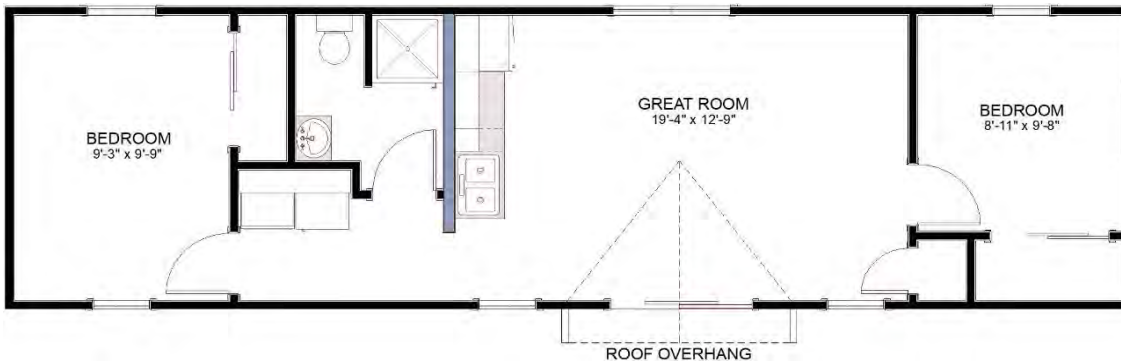 BEDROOM
9'-3" x 9'-9"
GREAT ROOM
19'-4" x 12'-9"
BEDROOM
8'-11" x 9'-8"
ROOF OVERHANG